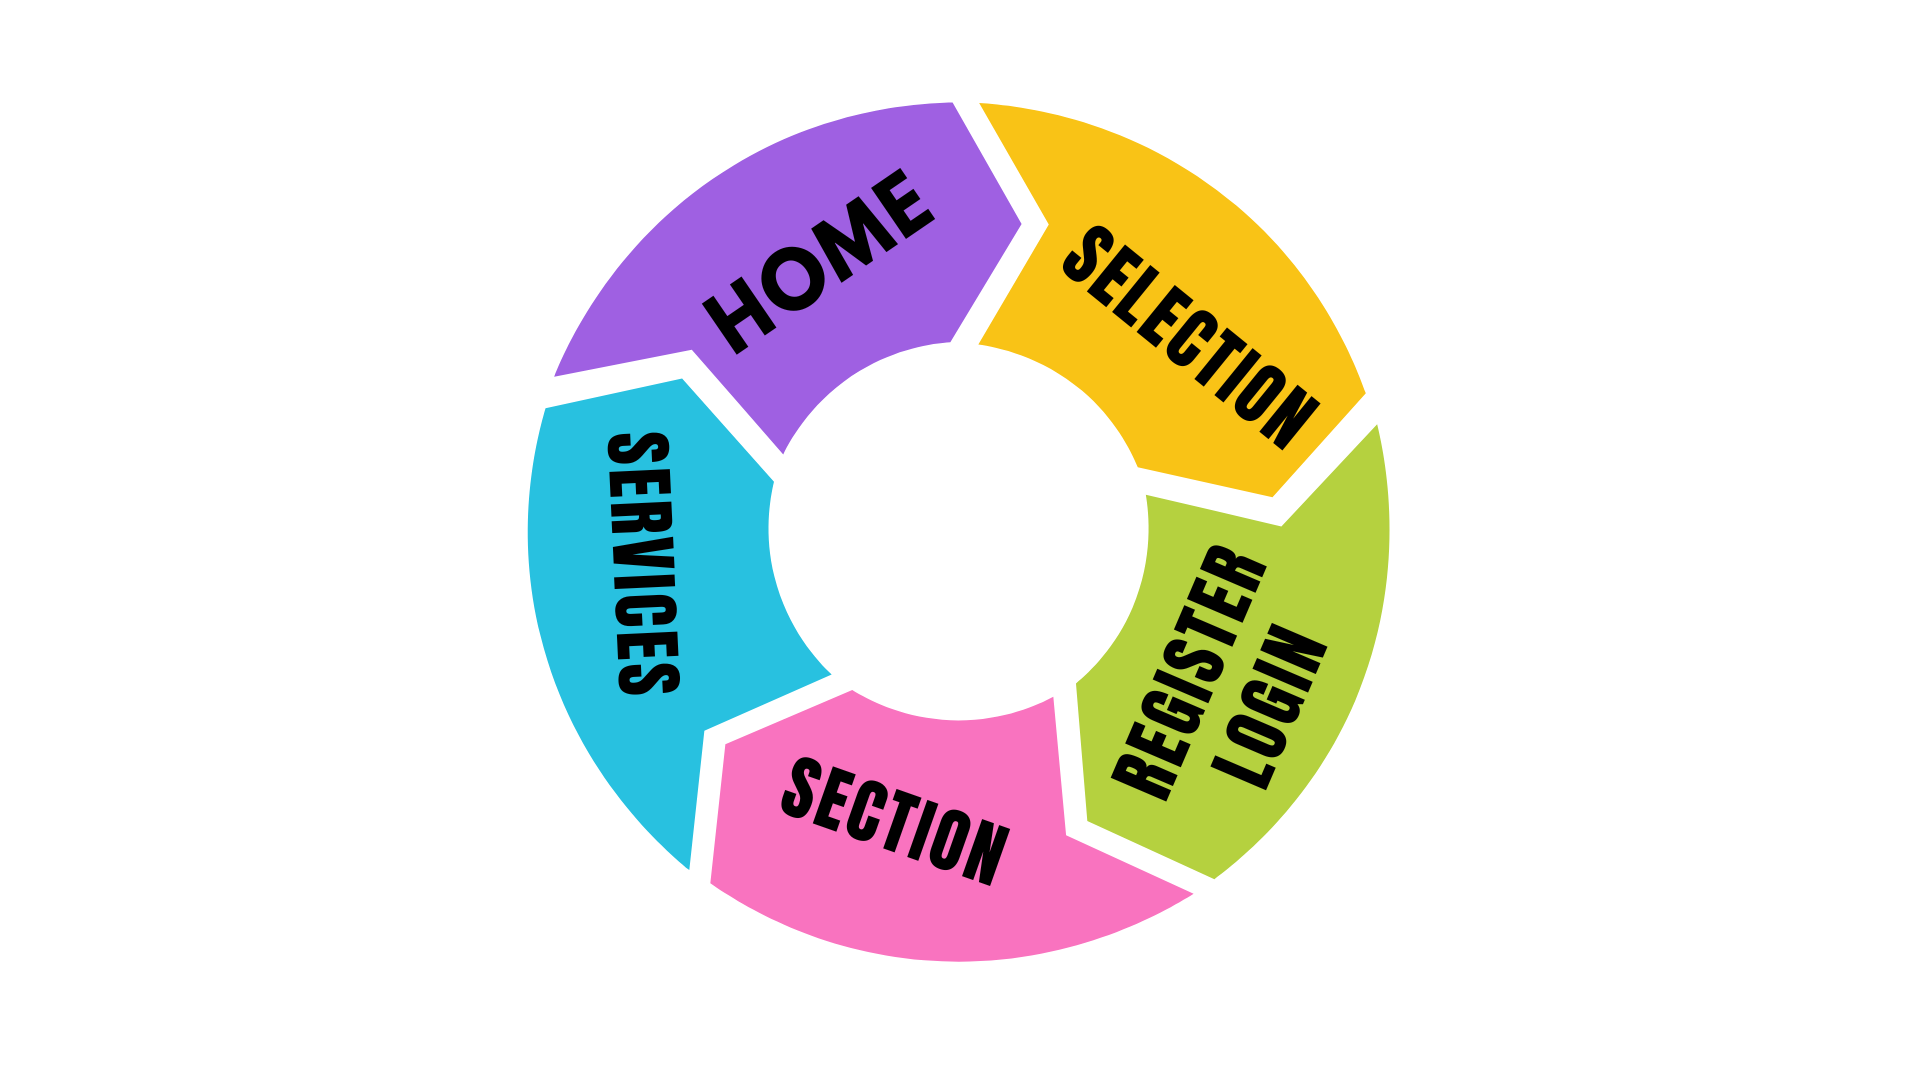 HOME
SELECTION
REGISTER
LOGIN
SECTION
SERVICES